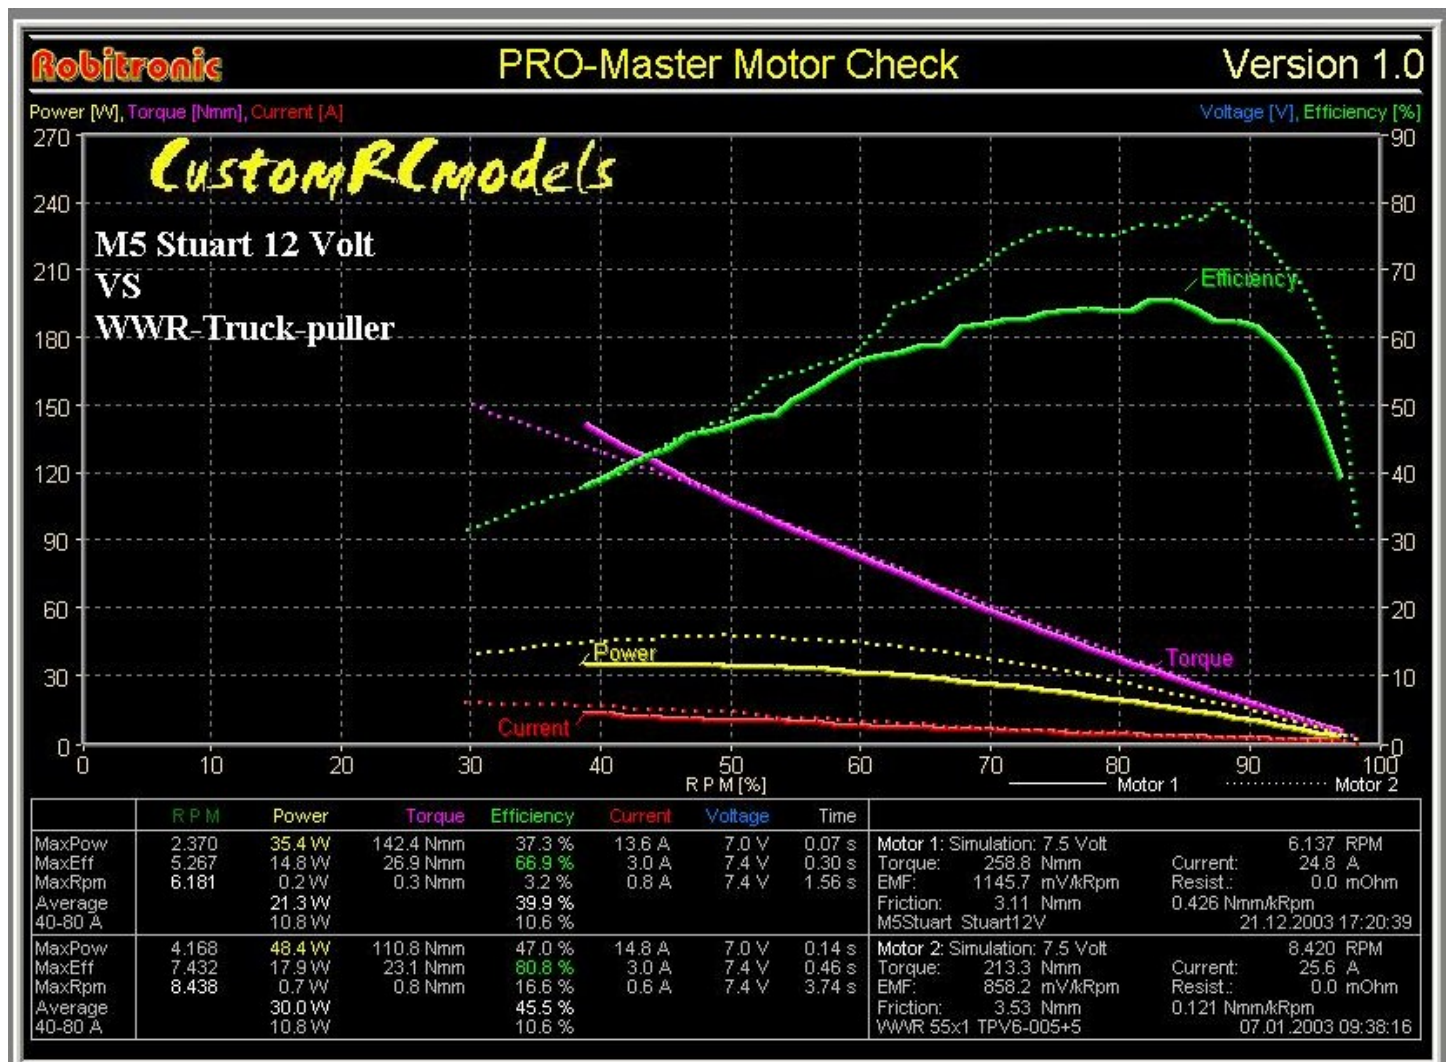 Robitronic PRO-Master Motor Check Version 1.0
Power [W], Torque [Nmm], Current [A] Voltage [V], Efficiency [%]
CustomRCmodels
M5 Stuart 12 Volt
VS
WWR-Truck-puller
270 90
240 80
210 70
180 60
150 50
120 40
90 30
60 20
30 10
0 0
Efficiency
Power
Torque
Current
0 10 20 30 40 50 60 70 80 90 100
RPM [%] Motor 1 Motor 2
RPM Power Torque Efficiency Current Voltage Time
MaxPow 2.370 35.4 W 142.4 Nmm 37.3 % 13.6 A 7.0 V 0.07 s Motor 1: Simulation: 7.5 Volt 6.137 RPM
MaxEff 5.267 14.8 W 26.9 Nmm 66.9 % 3.0 A 7.4 V 0.30 s Torque: 258.8 Nmm Current: 24.8 A
MaxRpm 6.181 0.2 W 0.3 Nmm 3.2 % 0.8 A 7.4 V 1.56 s EMF: 1145.7 mV/kRpm Resist.: 0.0 mOhm
Average 21.3 W 39.9 % Friction: 3.11 Nmm 0.426 Nmm/kRpm
40-80 A 10.8 W 10.6 % M5Stuart Stuart12V 21.12.2003 17:20:39
MaxPow 4.168 48.4 W 110.8 Nmm 47.0 % 14.8 A 7.0 V 0.14 s Motor 2: Simulation: 7.5 Volt 8.420 RPM
MaxEff 7.432 17.9 W 23.1 Nmm 80.8 % 3.0 A 7.4 V 0.46 s Torque: 213.3 Nmm Current: 25.6 A
MaxRpm 8.438 0.7 W 0.8 Nmm 16.6 % 0.6 A 7.4 V 3.74 s EMF: 858.2 mV/kRpm Resist.: 0.0 mOhm
Average 30.0 W 45.5 % Friction: 3.53 Nmm 0.121 Nmm/kRpm
40-80 A 10.8 W 10.6 % WWR 55x1 TPV6-005+5 07.01.2003 09:38:16